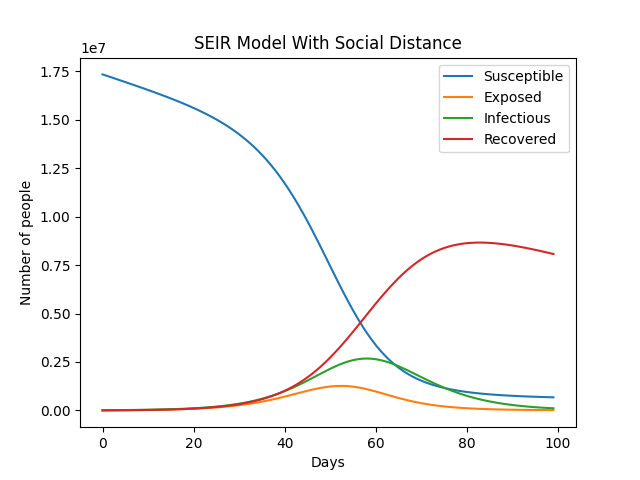 SEIR Model With Social Distance
1e7
1.75
1.50
1.25
1.00
0.75
0.50
0.25
0.00
Number of people
Susceptible
Exposed
Infectious
Recovered
0 20 40 60 80 100
Days